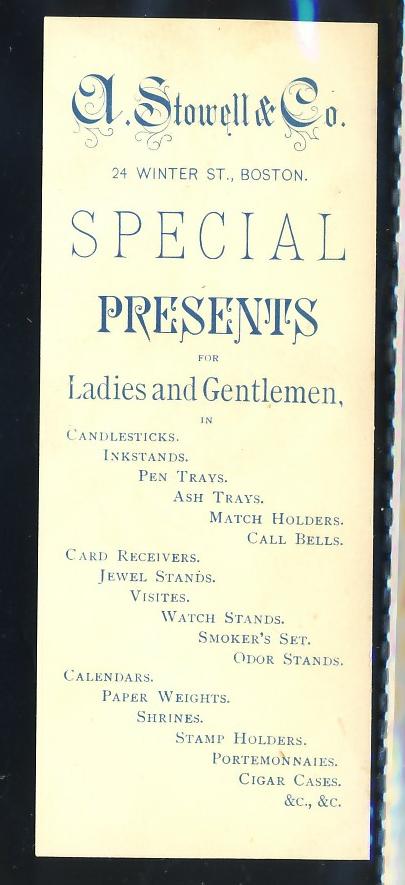 A. Stowell & Co.
24 WINTER ST., BOSTON.
SPECIAL
PRESENTS
FOR
Ladies and Gentlemen,
IN
CANDLESTICKS.
INKSTANDS.
PEN TRAYS.
ASH TRAYS.
MATCH HOLDERS.
CALL BELLS.
CARD RECEIVERS.
JEWEL STANDS.
VISITES.
WATCH STANDS.
SMOKER'S SET.
ODOR STANDS.
CALENDARS.
PAPER WEIGHTS.
SHRINES.
STAMP HOLDERS.
PORTEMONNAIES.
CIGAR CASES.
&C., &C.